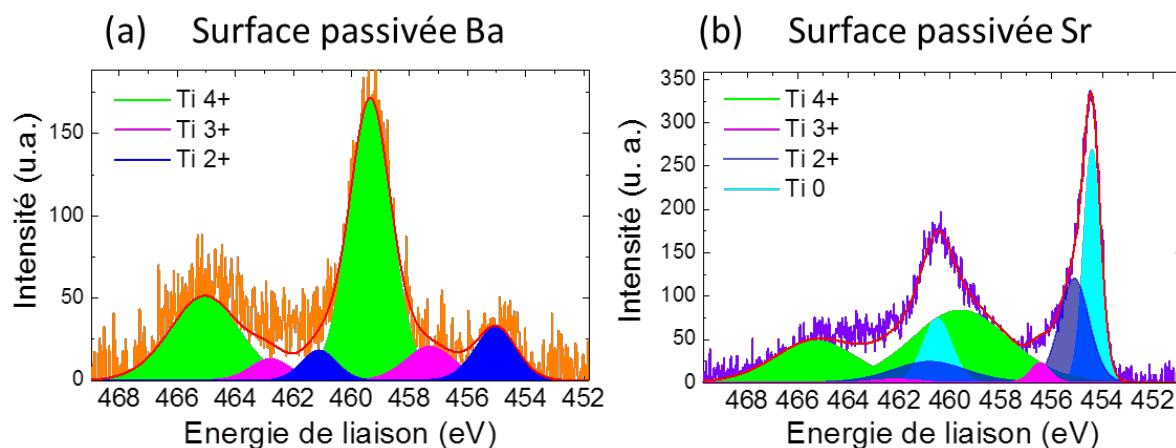 (a) Surface passivée Ba
Ti 4+
Ti 3+
Ti 2+
150
100
50
0
Intensité (u.a.)
468 466 464 462 460 458 456 454 452
Energie de liaison (eV)
(b) Surface passivée Sr
Ti 4+
Ti 3+
Ti 2+
Ti 0
350
300
250
200
150
100
50
0
Intensité (u. a.)
468 466 464 462 460 458 456 454 452
Energie de liaison (eV)